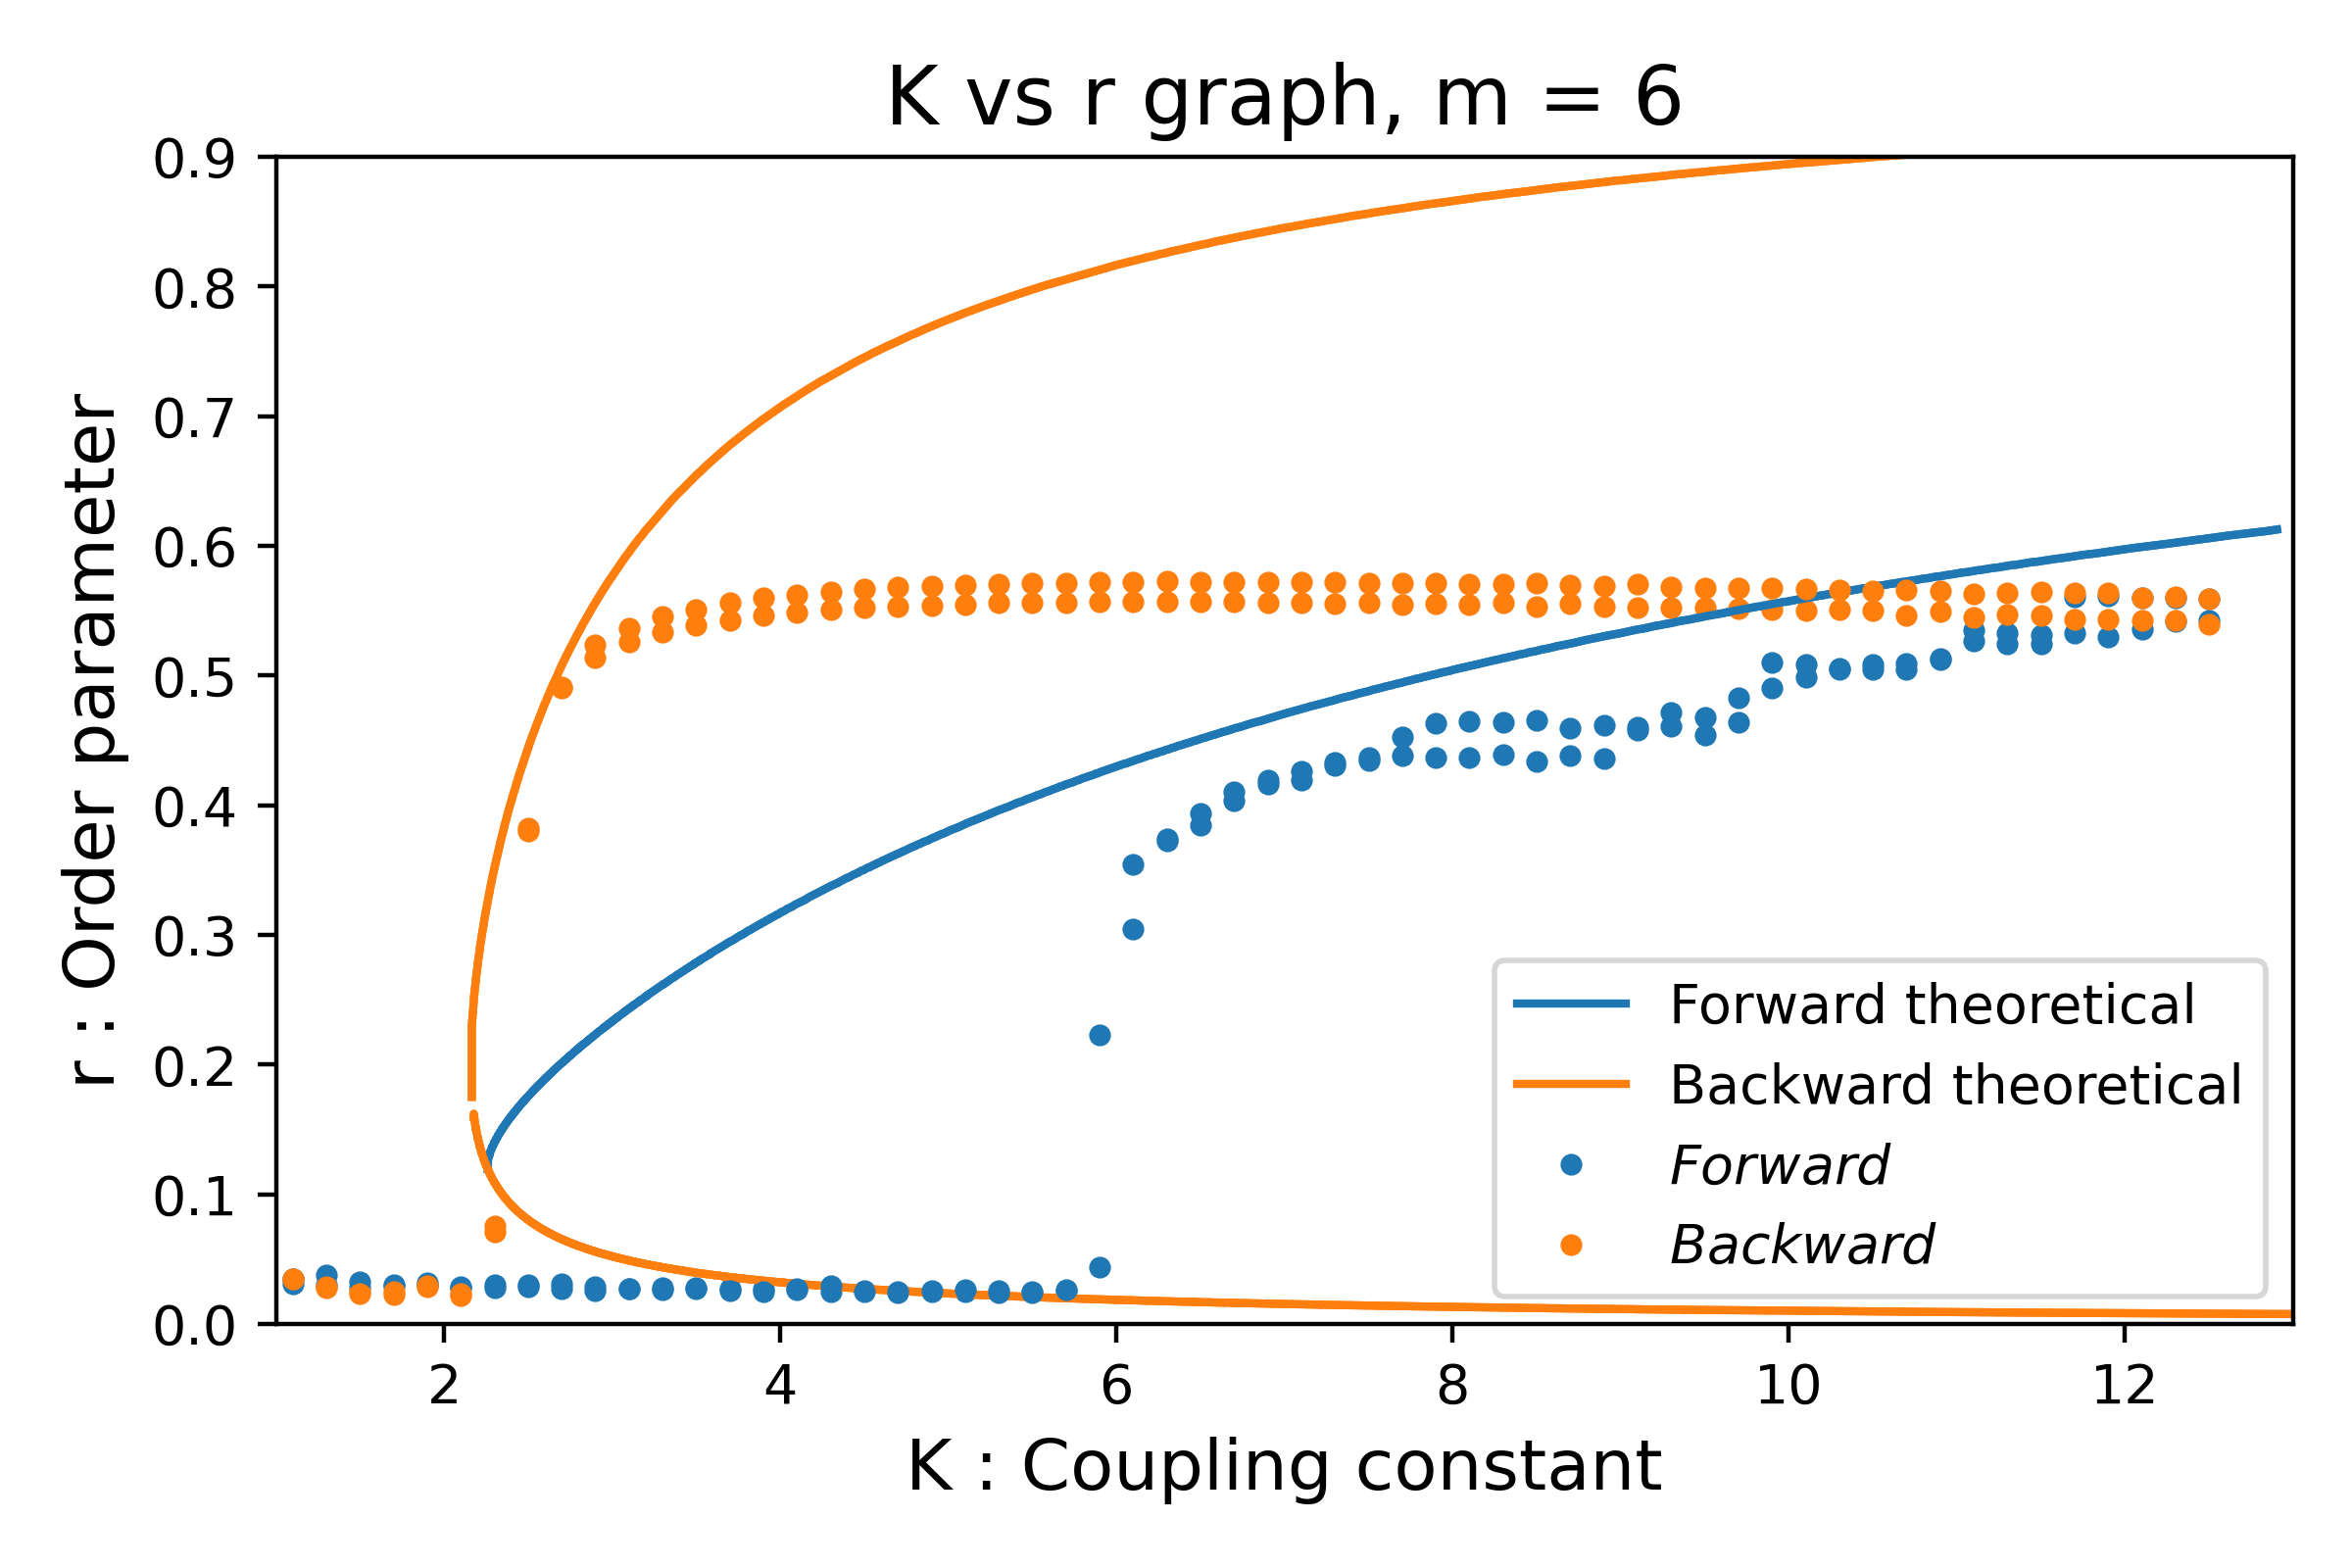 K vs r graph, m = 6
0.9
0.8
0.7
0.6
0.5
0.4
0.3
0.2
0.1
0.0
r : Order parameter
Forward theoretical
Backward theoretical
Forward
Backward
2 4 6 8 10 12
K : Coupling constant